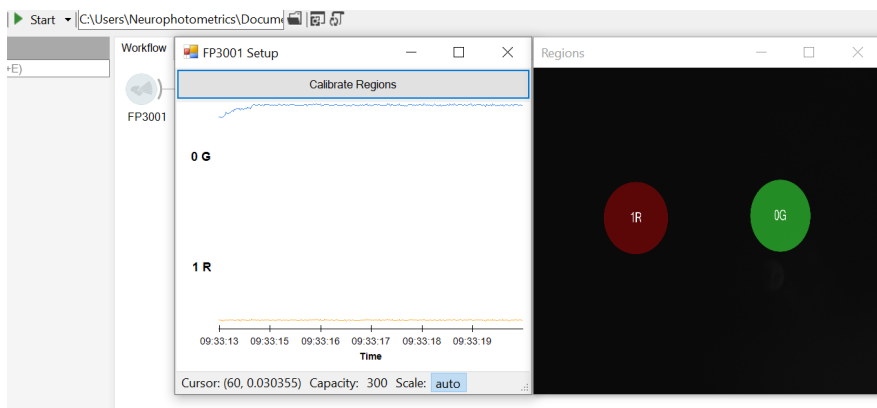 Start C:\Users\Neurophotometrics\Docume
+E)
Workflow
FP3001
FP3001 Setup
Calibrate Regions
0 G
1 R
09:33:13 09:33:15 09:33:16 09:33:17 09:33:18 09:33:19
Time
Cursor: (60, 0.030355) Capacity: 300 Scale: auto
Regions
1R
0G